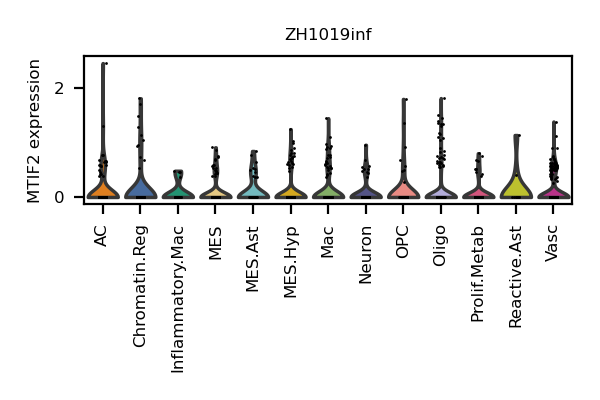 ZH1019inf
MTIF2 expression
2
0
AC
Chromatin.Reg
Inflammatory.Mac
MES
MES.Ast
MES.Hyp
Mac
Neuron
OPC
Oligo
Prolif.Metab
Reactive.Ast
Vasc